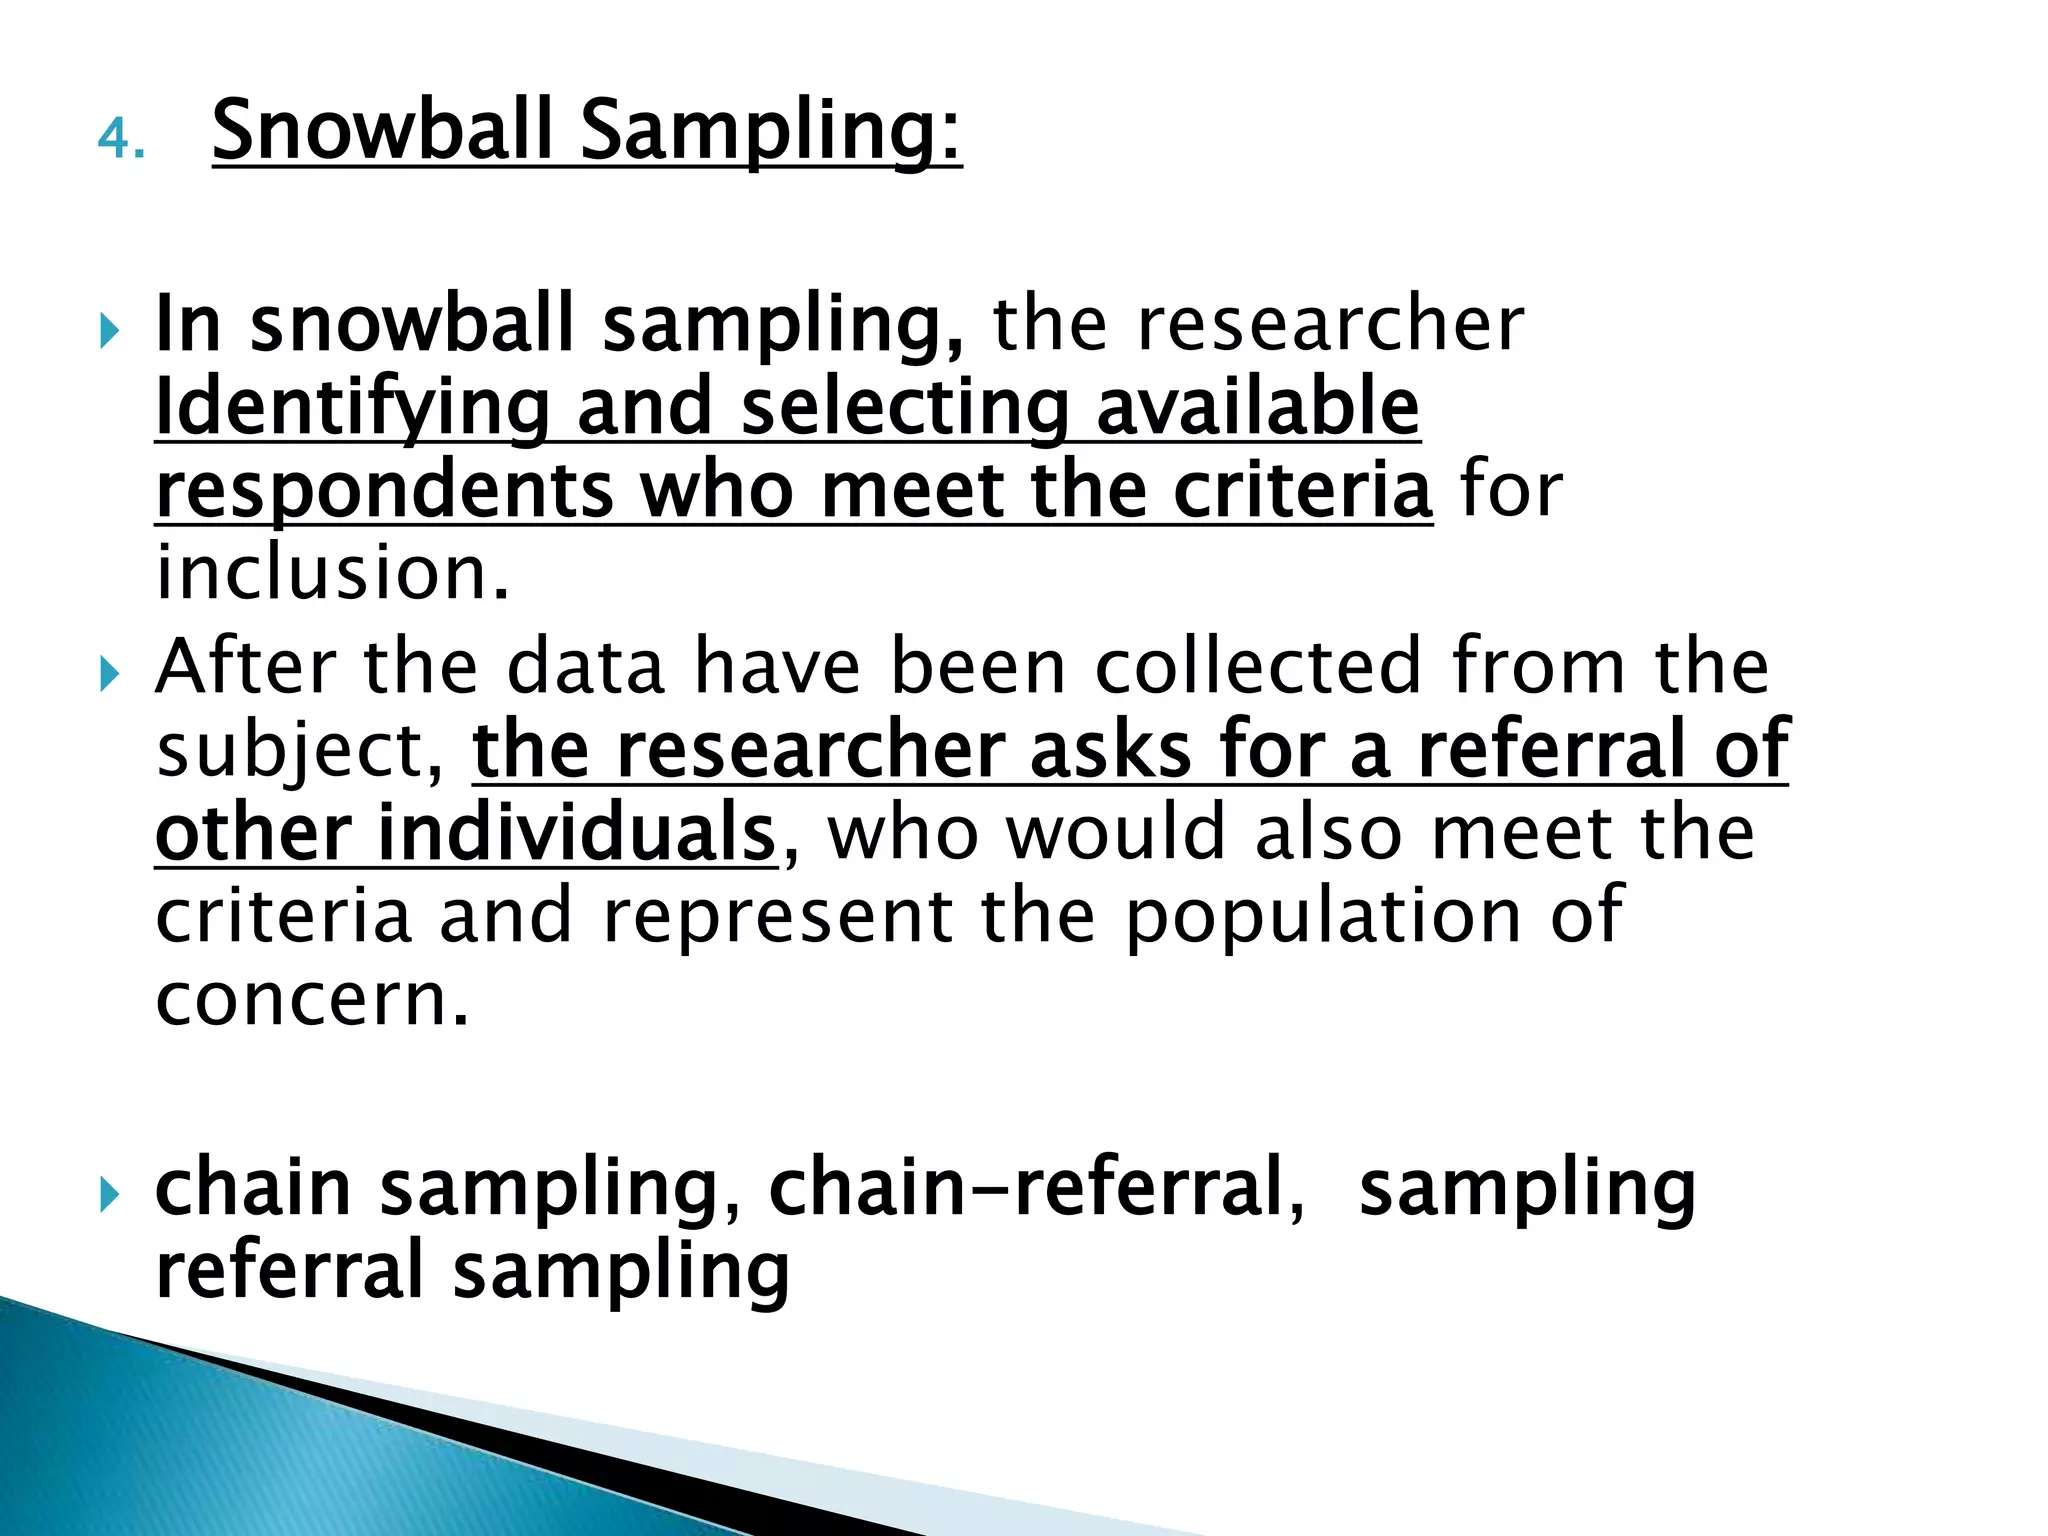 4. Snowball Sampling:
In snowball sampling, the researcher
Identifying and selecting available
respondents who meet the criteria for
inclusion.
After the data have been collected from the
subject, the researcher asks for a referral of
other individuals, who would also meet the
criteria and represent the population of
concern.
chain sampling, chain-referral, sampling
referral sampling